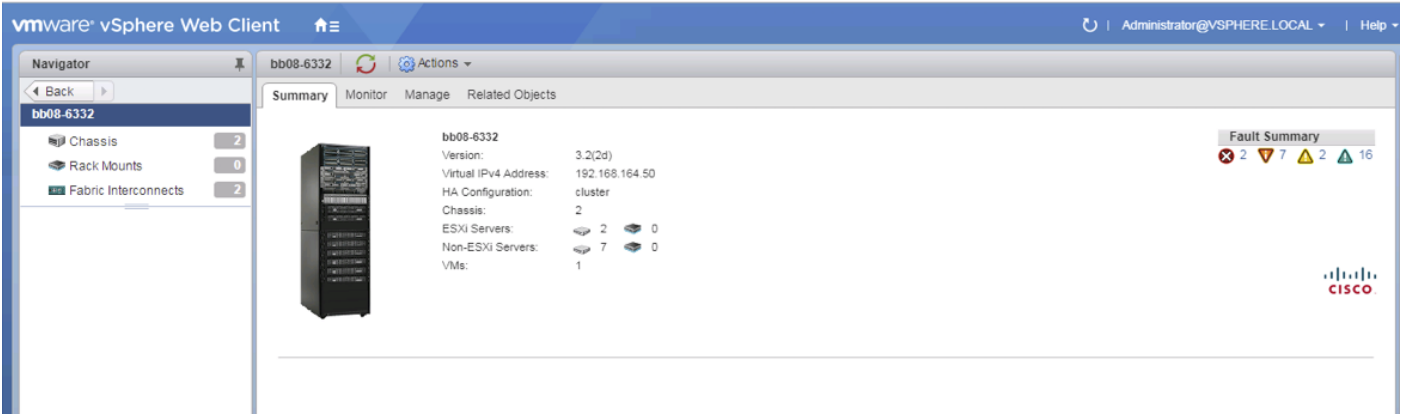 vmware® vSphere Web Client
Administrator@VSPHERE.LOCAL
Help
Navigator
Back
bb08-6332
Chassis 2
Rack Mounts 0
Fabric Interconnects 2
bb08-6332 Actions
Summary Monitor Manage Related Objects
bb08-6332
Version: 3.2(2d)
Virtual IPv4 Address: 192.168.164.50
HA Configuration: cluster
Chassis: 2
ESXi Servers: 2 0
Non-ESXi Servers: 7 0
VMs: 1
Fault Summary
2 7 2 16
CISCO